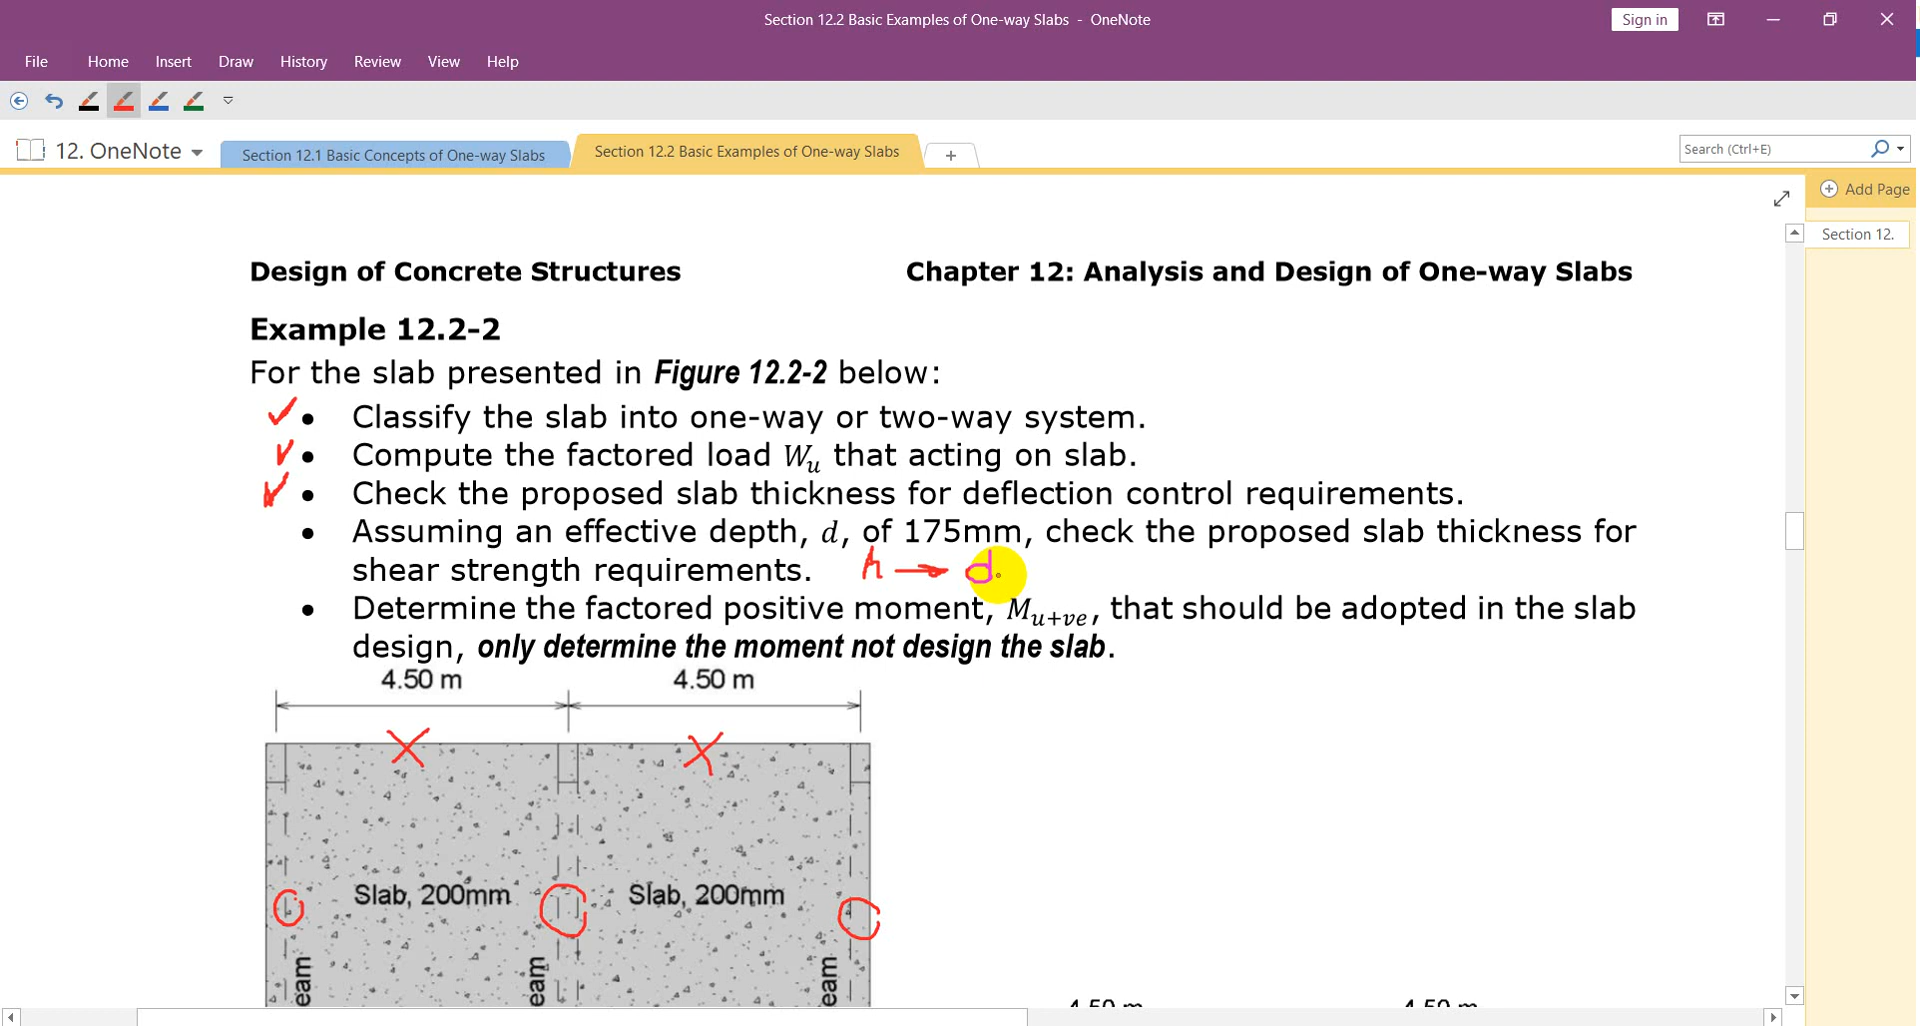 Section 12.2 Basic Examples of One-way Slabs - OneNote
Sign in
File Home Insert Draw History Review View Help
12. OneNote
Section 12.1 Basic Concepts of One-way Slabs
Section 12.2 Basic Examples of One-way Slabs
Search (Ctrl+E)
Add Page
Section 12.
Design of Concrete Structures
Chapter 12: Analysis and Design of One-way Slabs
Example 12.2-2
For the slab presented in Figure 12.2-2 below:
• Classify the slab into one-way or two-way system.
• Compute the factored load Wu that acting on slab.
• Check the proposed slab thickness for deflection control requirements.
• Assuming an effective depth, d, of 175mm, check the proposed slab thickness for
shear strength requirements. h → d
• Determine the factored positive moment, Mu+ve, that should be adopted in the slab
design, only determine the moment not design the slab.
4.50 m 4.50 m
Slab, 200mm Slab, 200mm
eam eam eam
4.50 m 4.50 m